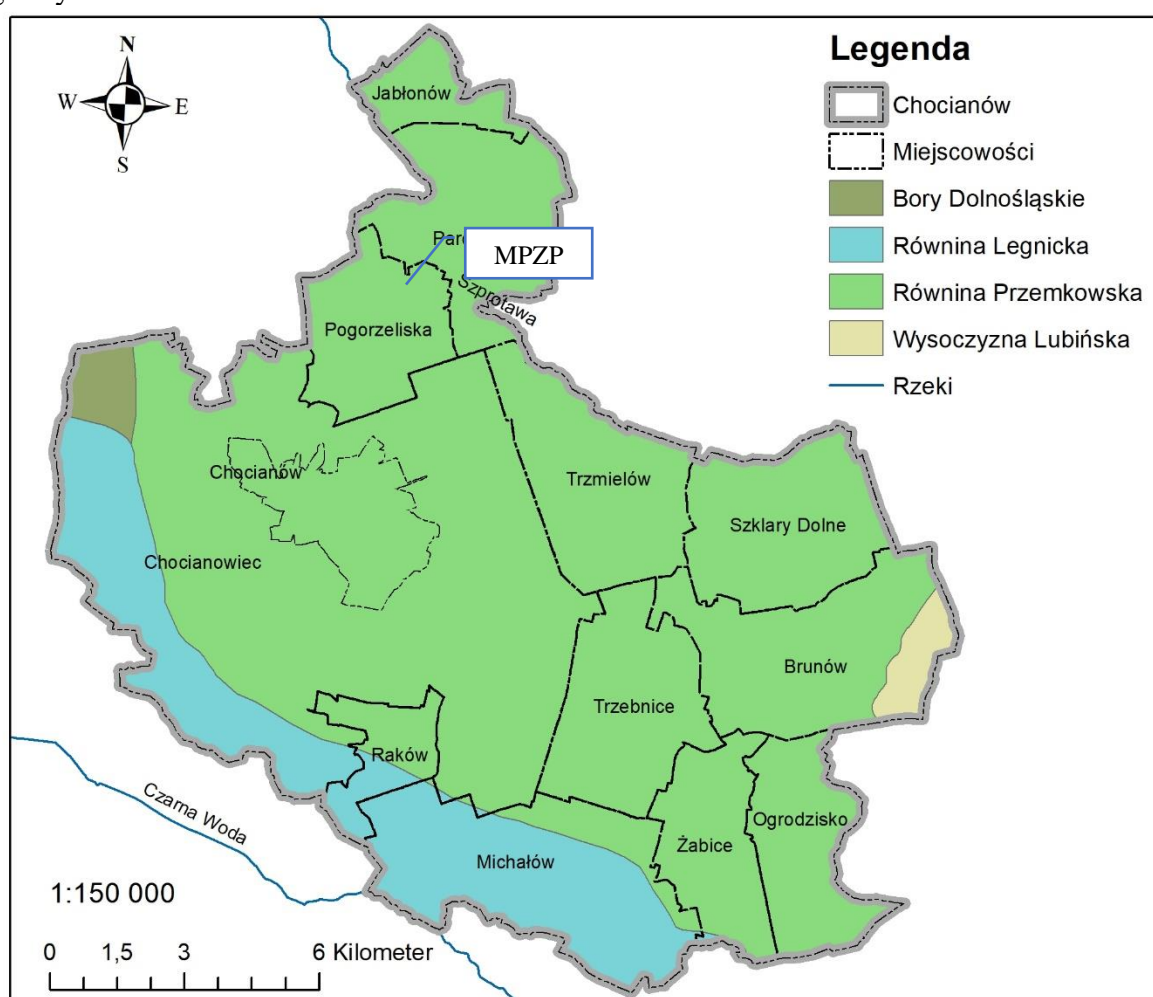 N
W
E
S
Legenda
Chocianów
Miejscowości
Bory Dolnośląskie
Równina Legnicka
Równina Przemkowska
Wysoczyzna Lubińska
Rzeki
Jabłonów
MPZP
Szprotawa
Pogorzeliska
Chocianów
Trzmielów
Szklary Dolne
Chocianowiec
Brunów
Trzebnice
Raków
Czarna Woda
Ogrodzisko
Żabice
Michałów
1:150 000
0 1,5 3 6 Kilometer